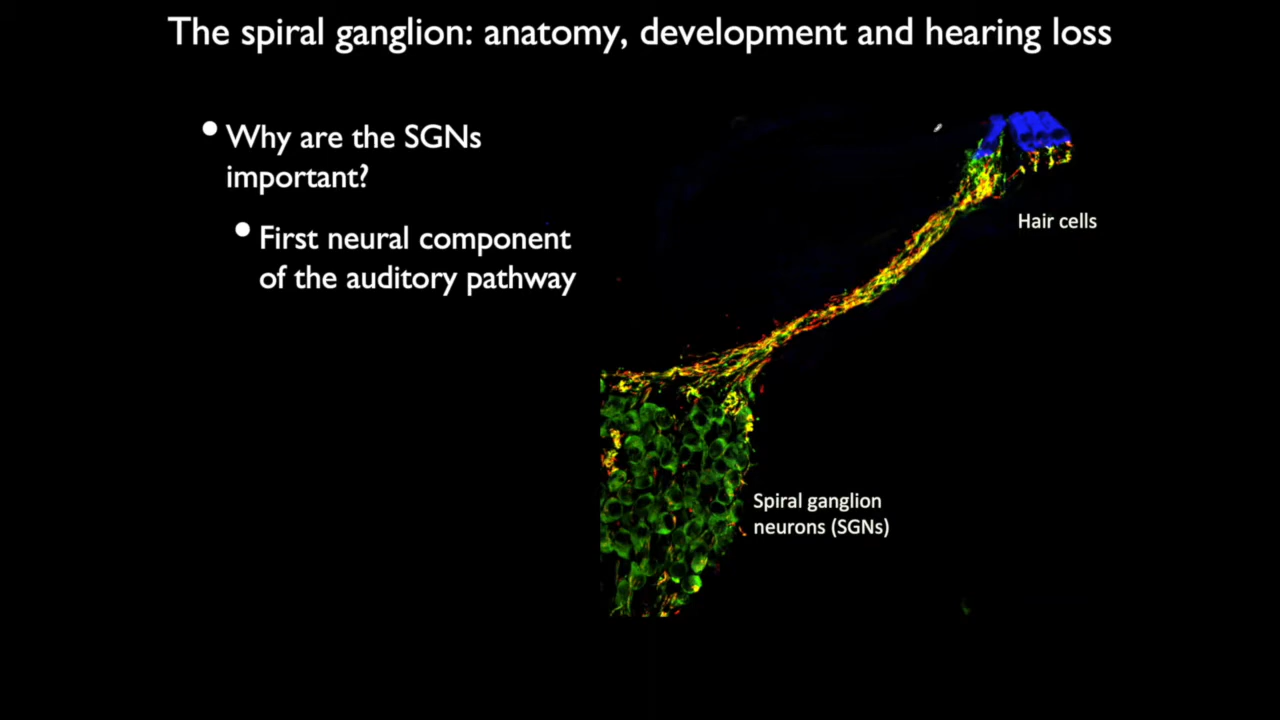 The spiral ganglion: anatomy, development and hearing loss
• Why are the SGNs
important?
• First neural component
of the auditory pathway
Hair cells
Spiral ganglion
neurons (SGNs)